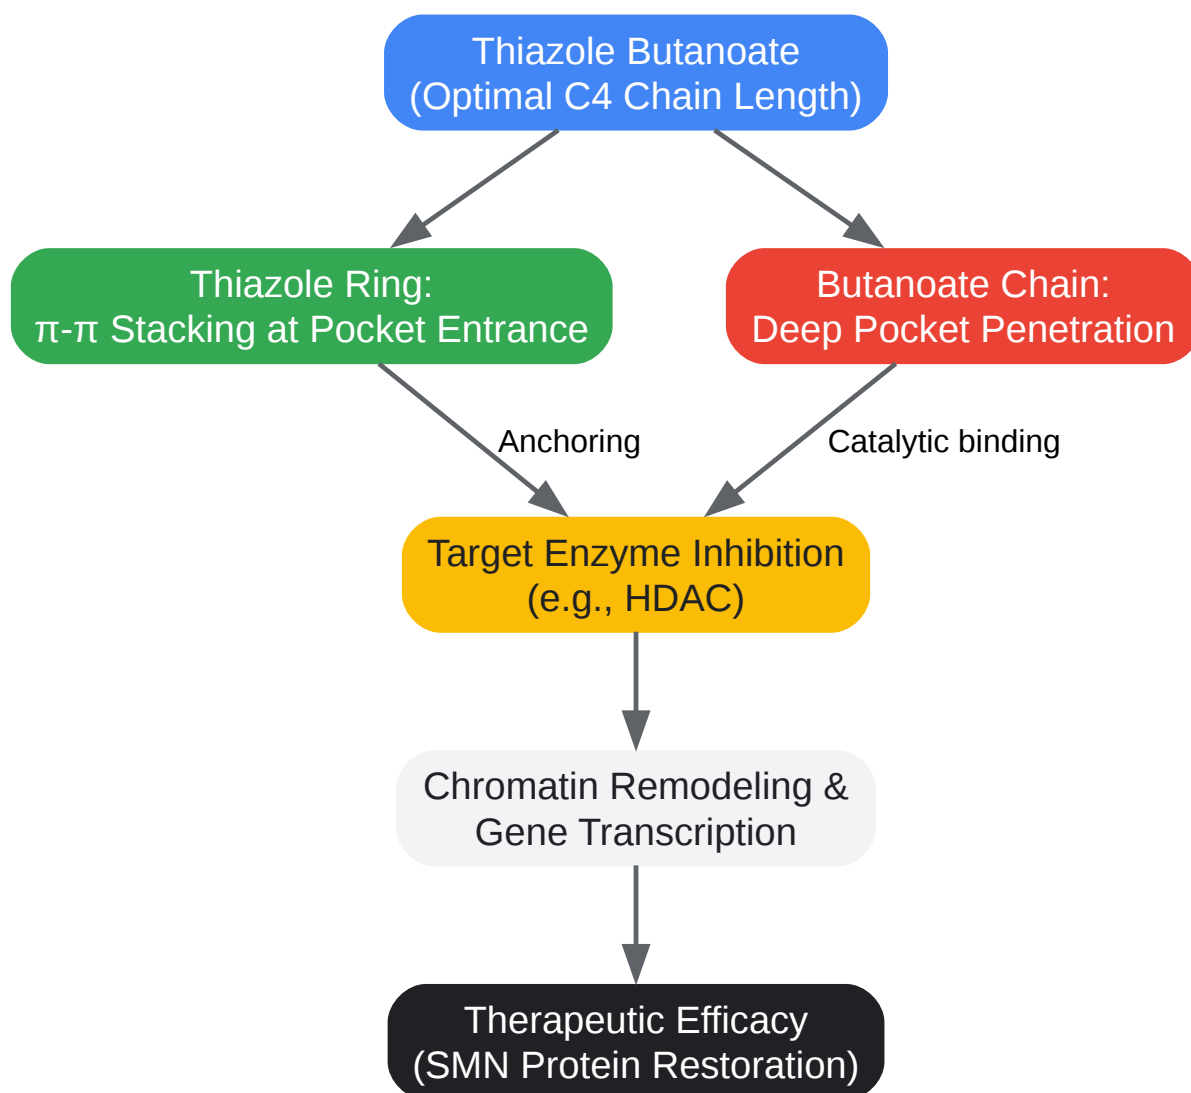 Thiazole Butanoate
(Optimal C4 Chain Length)
Thiazole Ring:
π-π Stacking at Pocket Entrance
Butanoate Chain:
Deep Pocket Penetration
Anchoring
Catalytic binding
Target Enzyme Inhibition
(e.g., HDAC)
Chromatin Remodeling &
Gene Transcription
Therapeutic Efficacy
(SMN Protein Restoration)